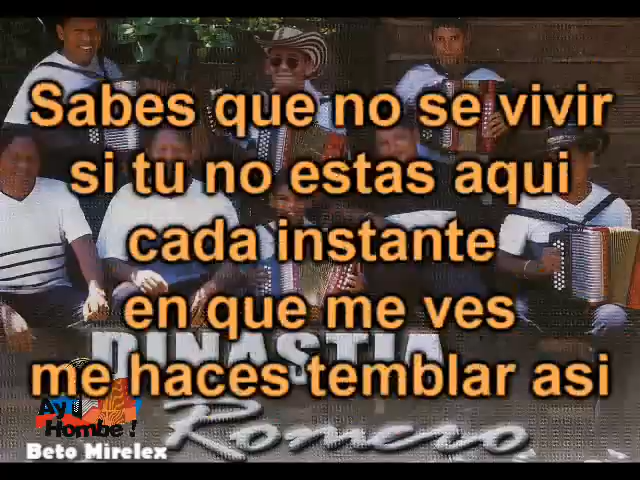 Sabes que no se vivir
si tu no estas aqui
cada instante
en que me ves
DINASTIA
me haces temblar asi
Ay
Hombe !
Romero
Beto Mirelex